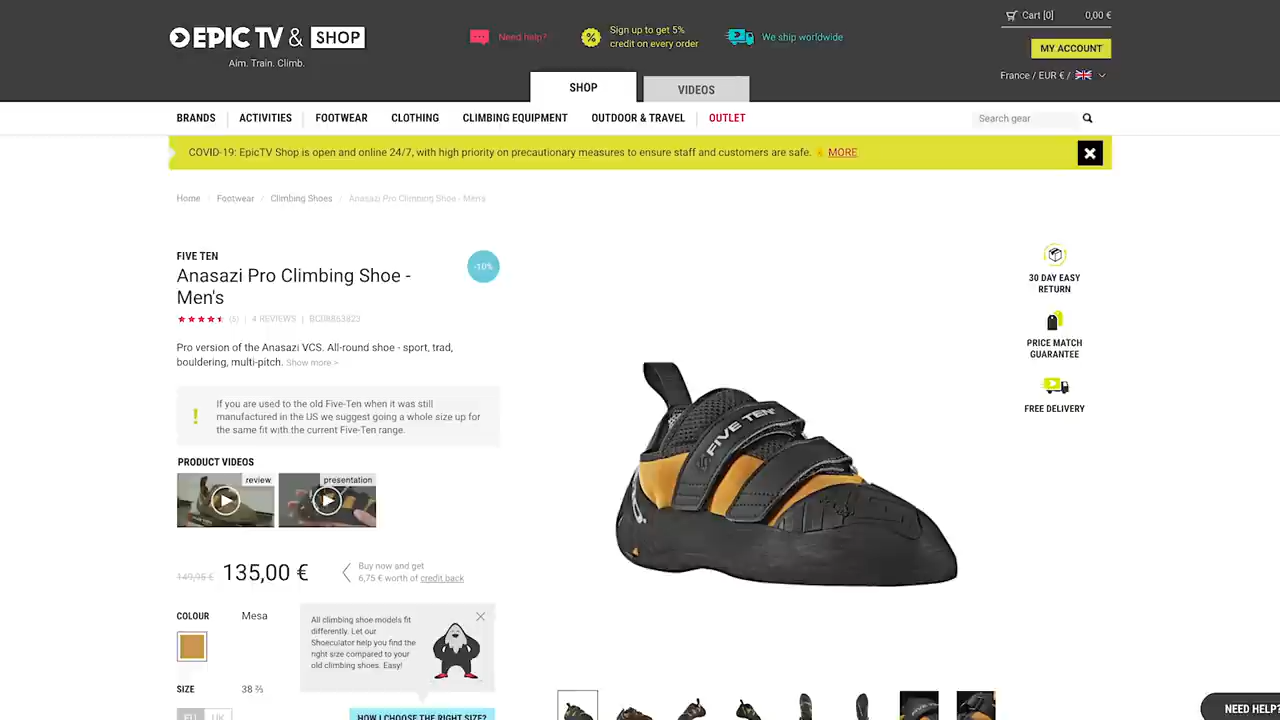 EPIC TV & SHOP
Aim. Train. Climb.
Need help?
Sign up to get 5%
credit on every order
We ship worldwide
Cart [0] 0,00 €
MY ACCOUNT
France / EUR € /
SHOP
VIDEOS
BRANDS
ACTIVITIES
FOOTWEAR
CLOTHING
CLIMBING EQUIPMENT
OUTDOOR & TRAVEL
OUTLET
Search gear
COVID-19: EpicTV Shop is open and online 24/7, with high priority on precautionary measures to ensure staff and customers are safe. MORE
Home / Footwear / Climbing Shoes / Anasazi Pro Climbing Shoe - Men's
FIVE TEN
Anasazi Pro Climbing Shoe -
Men's
-10%
(5) | 4 REVIEWS |
Pro version of the Anasazi VCS. All-round shoe - sport, trad,
bouldering, multi-pitch. Show more >
! If you are used to the old Five-Ten when it was still
manufactured in the US we suggest going a whole size up for
the same fit with the current Five-Ten range.
PRODUCT VIDEOS
review
presentation
149,95 € 135,00 €
Buy now and get
6,75 € worth of credit back
COLOUR Mesa
All climbing shoe models fit
differently. Let our
Shoeculator help you find the
right size compared to your
old climbing shoes. Easy!
SIZE 38 ⅔
EU UK
HOW I CHOOSE THE RIGHT SIZE?
FIVE TEN
30 DAY EASY
RETURN
PRICE MATCH
GUARANTEE
FREE DELIVERY
NEED HELP?